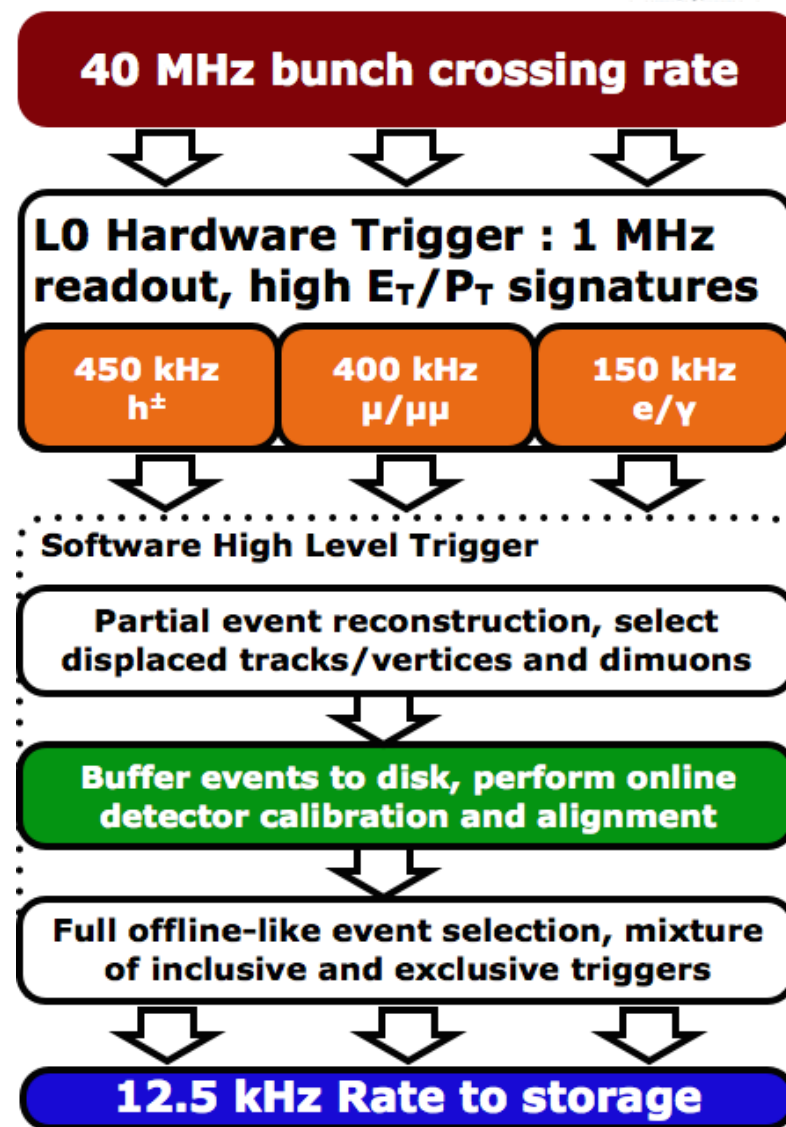 40 MHz bunch crossing rate
L0 Hardware Trigger : 1 MHz
readout, high E_T/P_T signatures
450 kHz
h±
400 kHz
μ/μμ
150 kHz
e/γ
Software High Level Trigger
Partial event reconstruction, select
displaced tracks/vertices and dimuons
Buffer events to disk, perform online
detector calibration and alignment
Full offline-like event selection, mixture
of inclusive and exclusive triggers
12.5 kHz Rate to storage